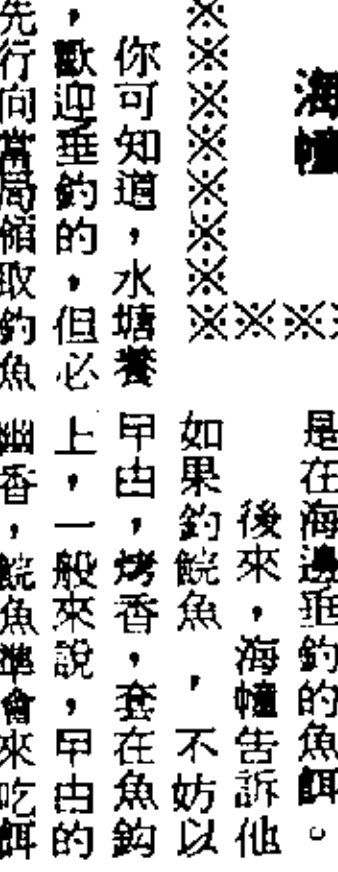 海幢
你可知道，水塘養
，歡迎垂釣的，但必
先行向當局領取釣魚
是在海邊垂釣的魚餌。
後來，海幢告訴他
如果釣鯇魚，不妨以
曱甴，烤香，套在魚鈎
上，一般來說，曱甴的
幽香，鯇魚準會來吃餌